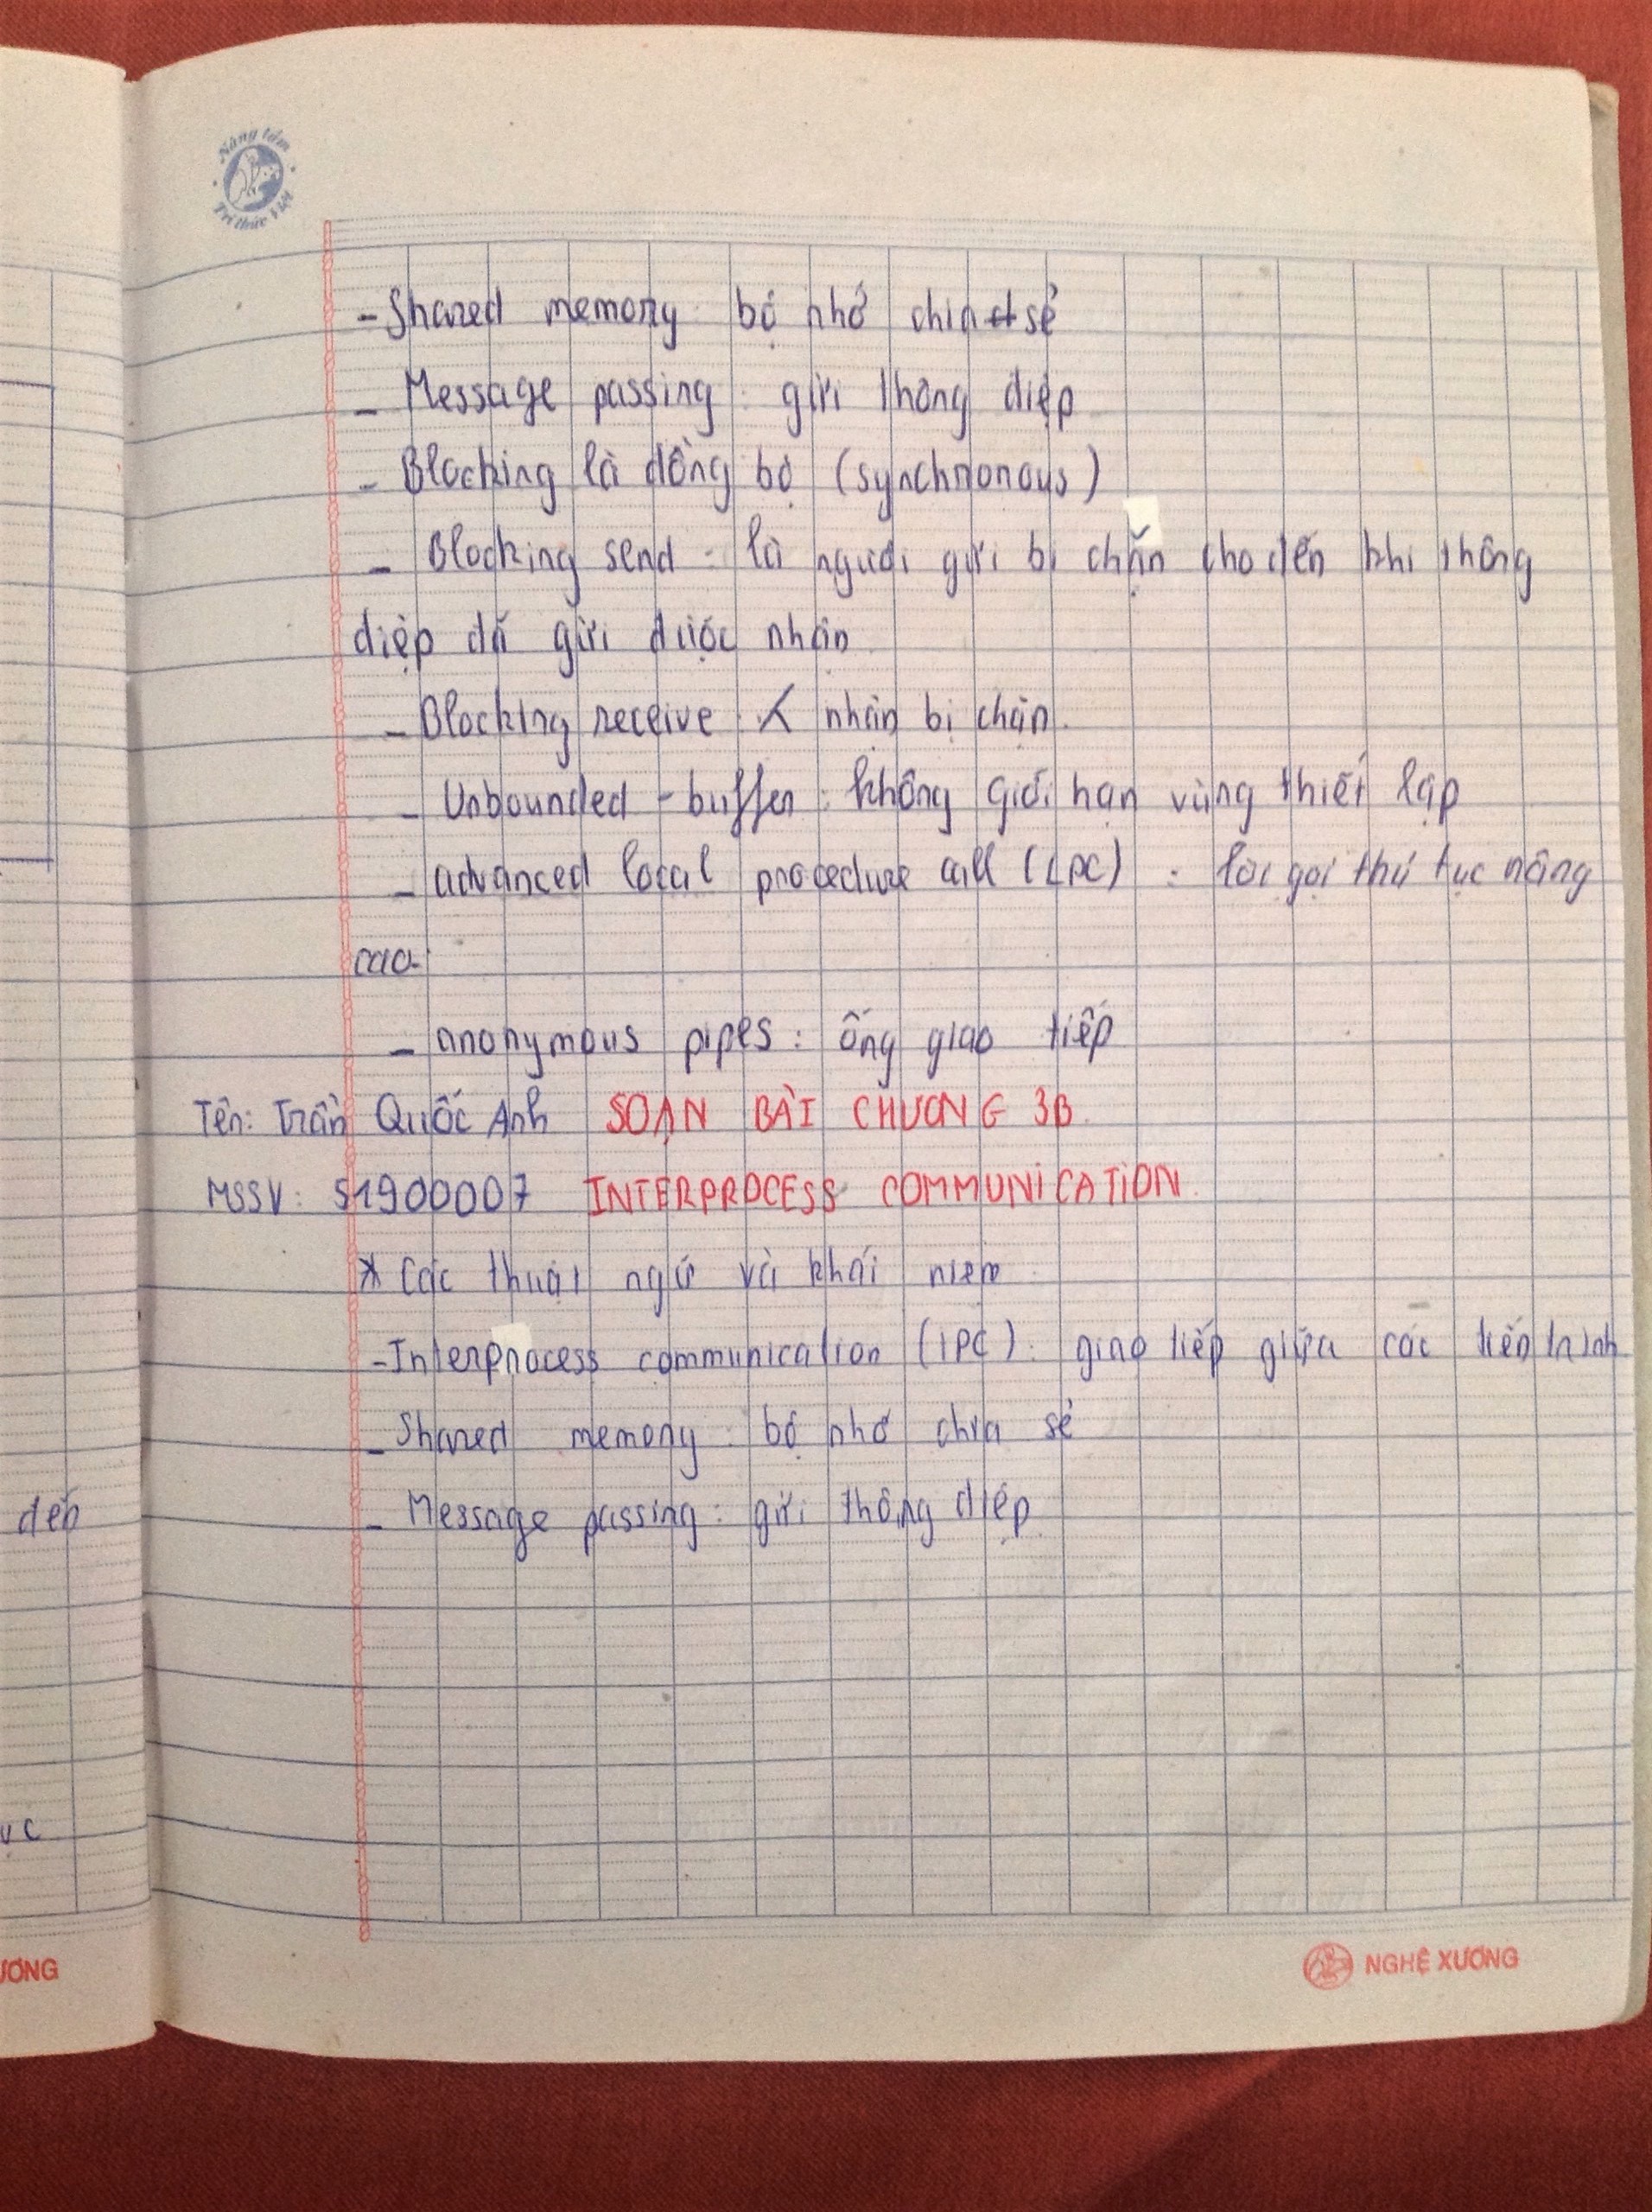 Nâng tầm
Trí thức Việt
- Shared memory : bộ nhớ chia sẻ
- Message passing : gửi thông điệp
- Blocking là đồng bộ (synchronous)
- Blocking send : là người gửi bị chặn cho đến khi thông
điệp đã gửi được nhận
- Blocking receive : nhận bị chặn.
- Unbounded - buffer : không giới hạn vùng thiết lập
- advanced local procedure call (LPC) : lời gọi thủ tục nâng
cao.
- anonymous pipes : ống giao tiếp
Tên: Trần Quốc Anh SOẠN BÀI CHƯƠNG 3B.
MSSV: 51900007 INTERPROCESS COMMUNICATION.
* Các thuật ngữ và khái niệm
- Interprocess communication (IPC) : giao tiếp giữa các tiến trình
- Shared memory : bộ nhớ chia sẻ
- Message passing : gửi thông điệp
đến
ục
ƯƠNG
NGHỆ XƯƠNG